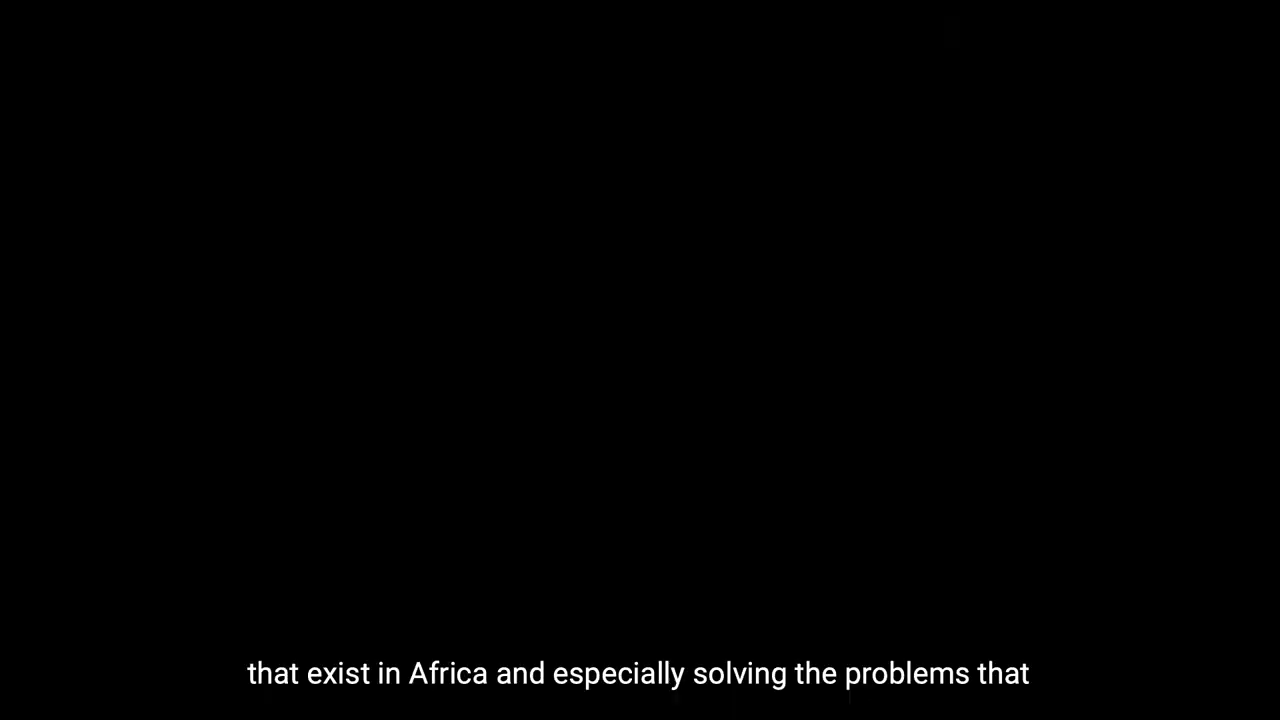 that exist in Africa and especially solving the problems that